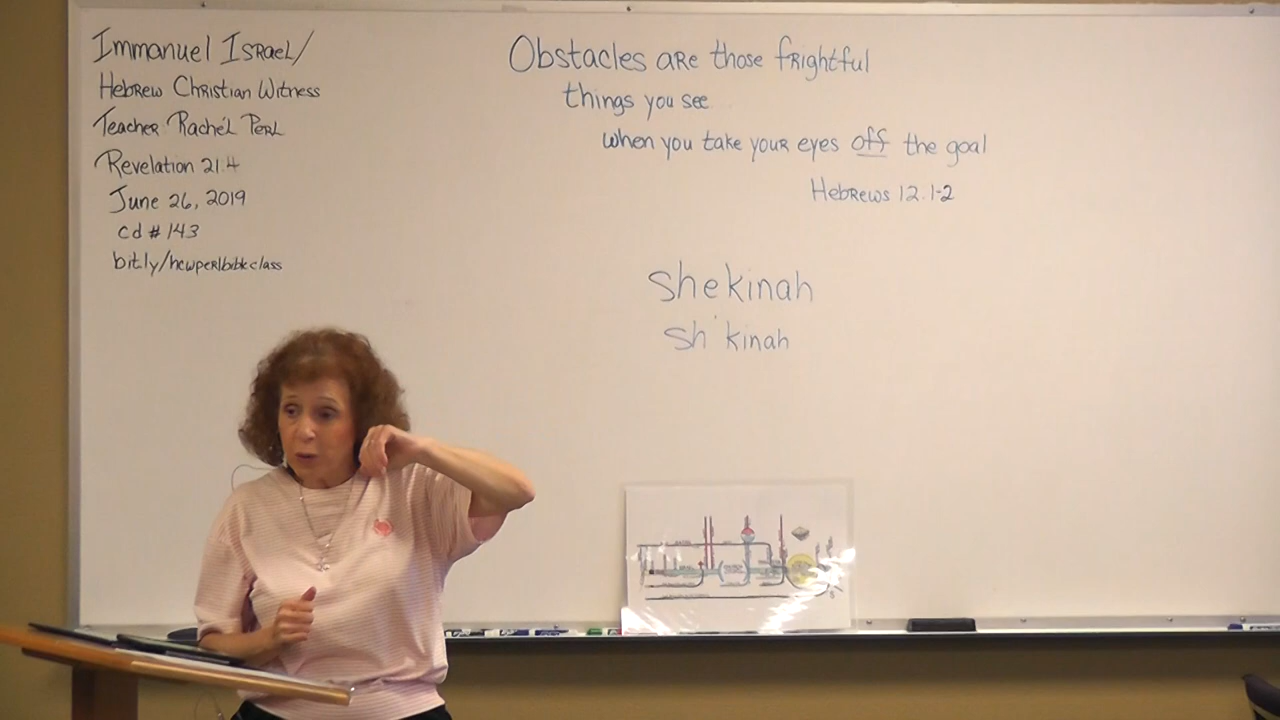 Immanuel Israel/
Hebrew Christian Witness
Teacher Rachél Perl
Revelation 21.4
June 26, 2019
cd # 143
bit.ly/newperlbibleclass
Obstacles are those frightful
things you see
when you take your eyes off the goal
Hebrews 12.1-2
shekinah
sh'kinah